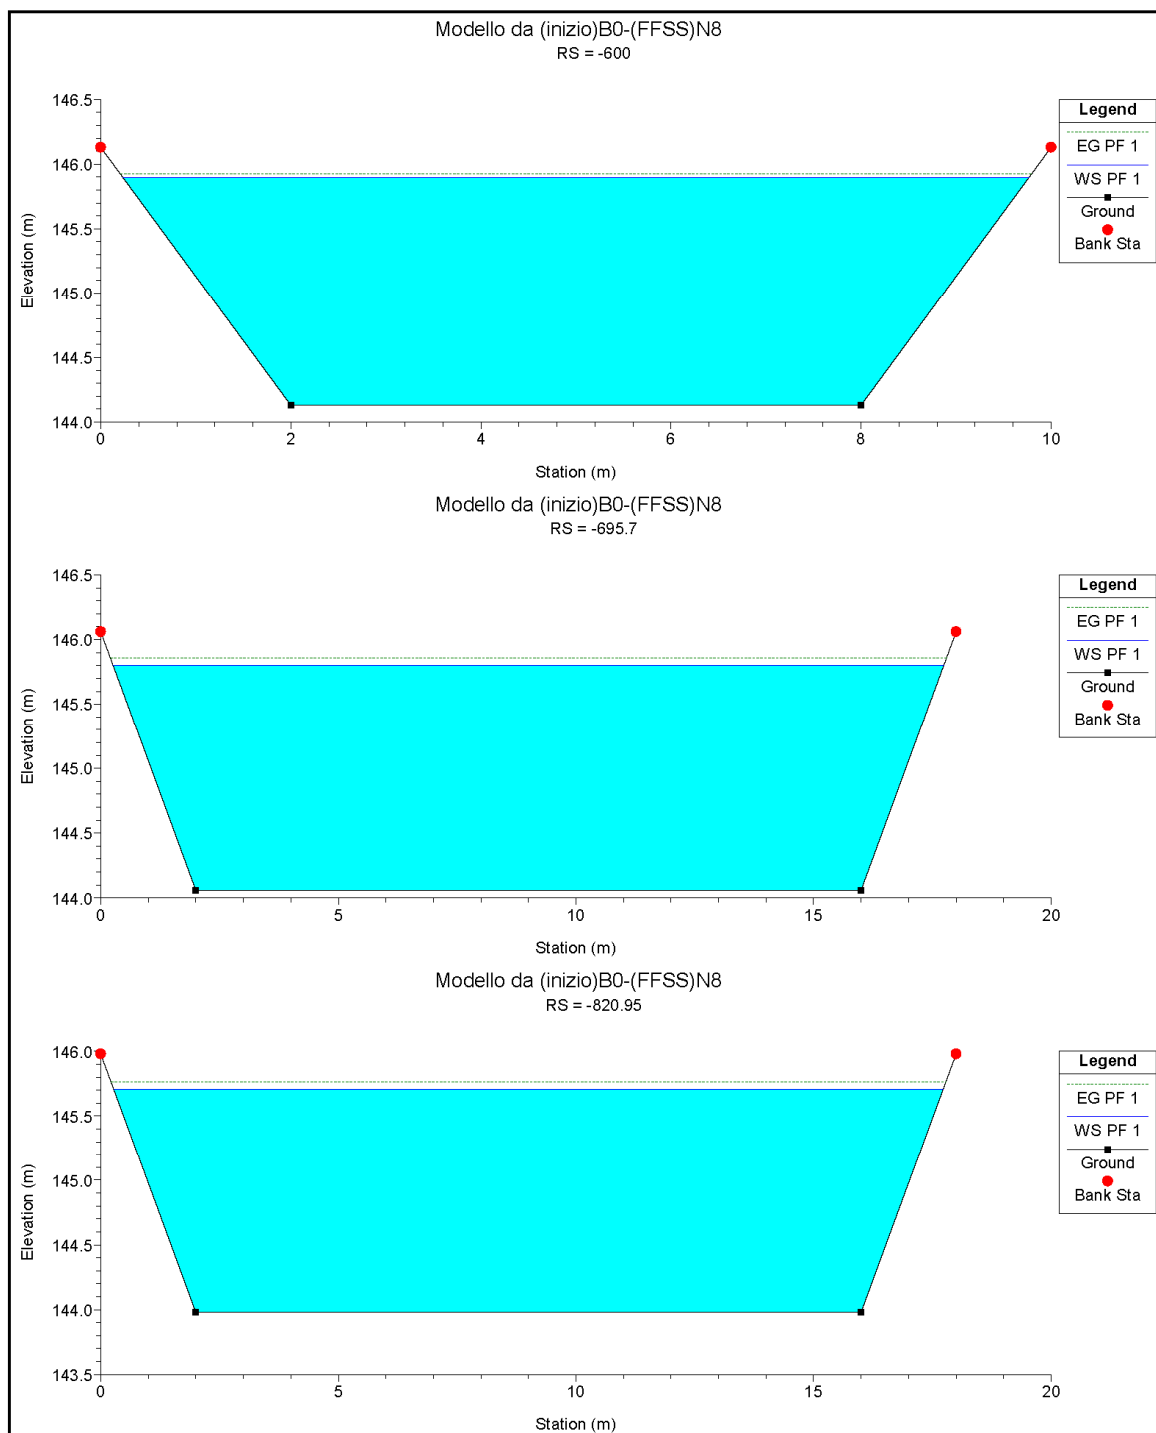 Modello da (inizio)B0-(FFSS)N8
RS = -600
146.5
146.0
145.5
145.0
144.5
144.0
Elevation (m)
0 2 4 6 8 10
Station (m)
Legend
EG PF 1
WS PF 1
Ground
Bank Sta
Modello da (inizio)B0-(FFSS)N8
RS = -695.7
146.5
146.0
145.5
145.0
144.5
144.0
Elevation (m)
0 5 10 15 20
Station (m)
Legend
EG PF 1
WS PF 1
Ground
Bank Sta
Modello da (inizio)B0-(FFSS)N8
RS = -820.95
146.0
145.5
145.0
144.5
144.0
143.5
Elevation (m)
0 5 10 15 20
Station (m)
Legend
EG PF 1
WS PF 1
Ground
Bank Sta